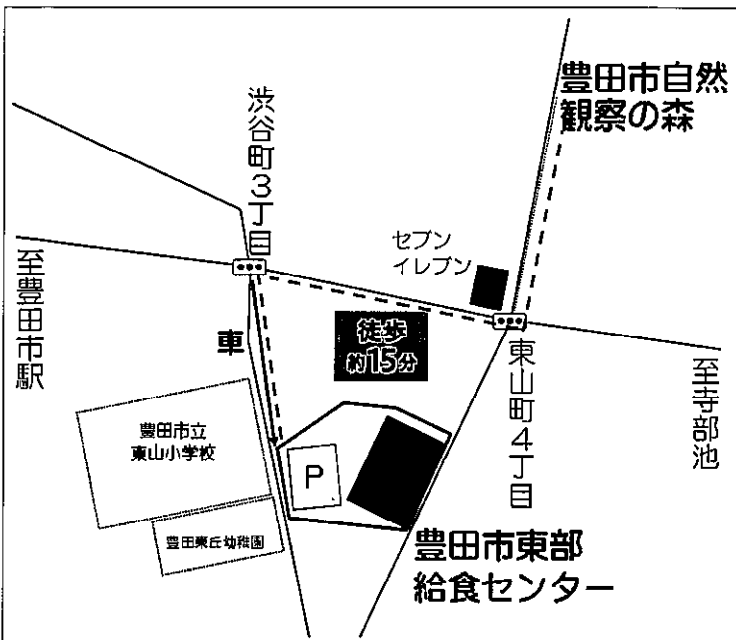 豊田市自然
観察の森
渋谷町3丁目
セブン
イレブン
至豊田市駅
車
徒歩
約15分
東山町4丁目
至寺部池
豊田市立
東山小学校
P
豊田東丘幼稚園
豊田市東部
給食センター